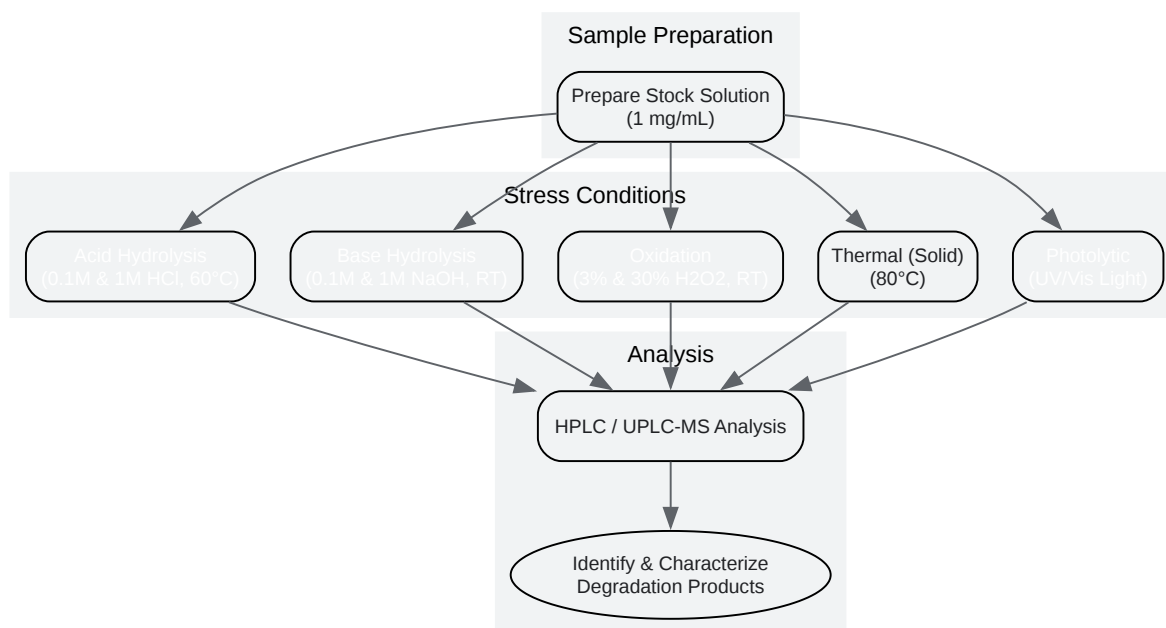 Sample Preparation
Prepare Stock Solution
(1 mg/mL)
Stress Conditions
Acid Hydrolysis
(0.1M & 1M HCl, 60°C)
Base Hydrolysis
(0.1M & 1M NaOH, RT)
Oxidation
(3% & 30% H2O2, RT)
Thermal (Solid)
(80°C)
Photolytic
(UV/Vis Light)
Analysis
HPLC / UPLC-MS Analysis
Identify & Characterize
Degradation Products